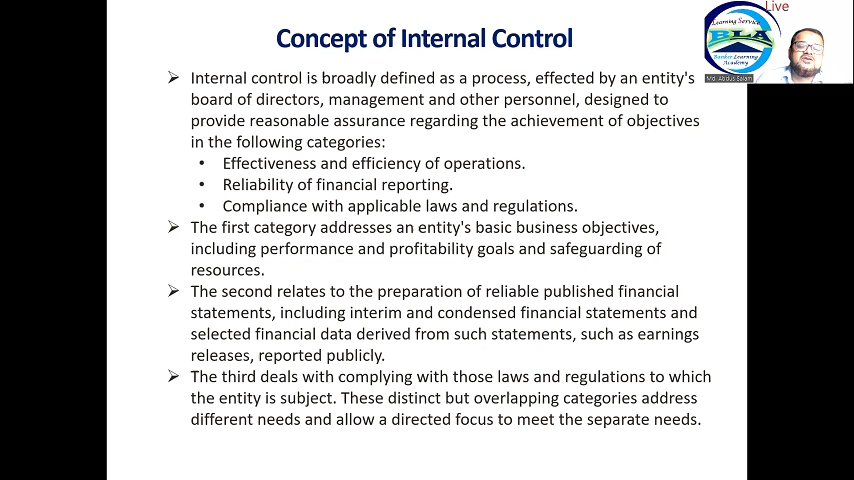 Live
Learning Service
BLA
Banker Learning
Academy
Md. Abdus Salam
Concept of Internal Control
➢ Internal control is broadly defined as a process, effected by an entity's
board of directors, management and other personnel, designed to
provide reasonable assurance regarding the achievement of objectives
in the following categories:
• Effectiveness and efficiency of operations.
• Reliability of financial reporting.
• Compliance with applicable laws and regulations.
➢ The first category addresses an entity's basic business objectives,
including performance and profitability goals and safeguarding of
resources.
➢ The second relates to the preparation of reliable published financial
statements, including interim and condensed financial statements and
selected financial data derived from such statements, such as earnings
releases, reported publicly.
➢ The third deals with complying with those laws and regulations to which
the entity is subject. These distinct but overlapping categories address
different needs and allow a directed focus to meet the separate needs.